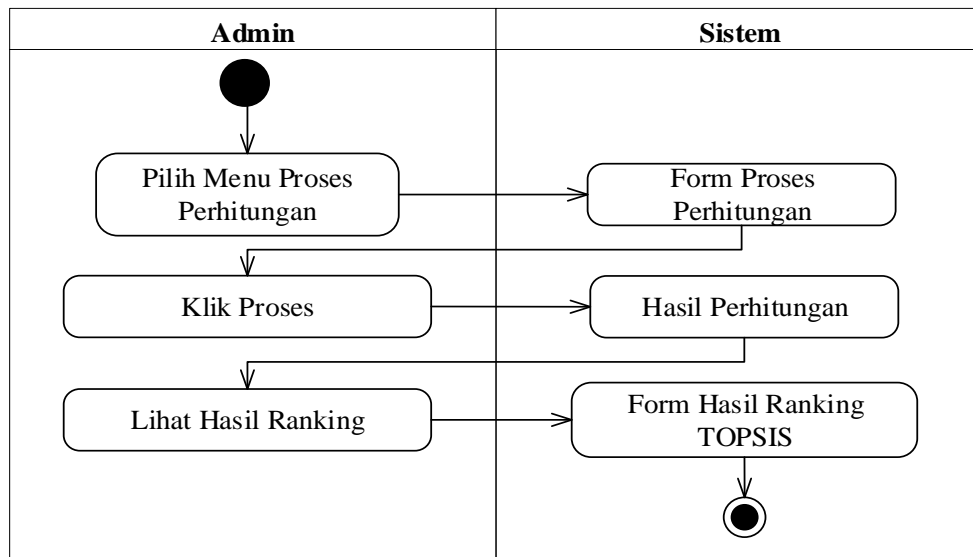 Admin
Sistem
Pilih Menu Proses
Perhitungan
Form Proses
Perhitungan
Klik Proses
Hasil Perhitungan
Lihat Hasil Ranking
Form Hasil Ranking
TOPSIS